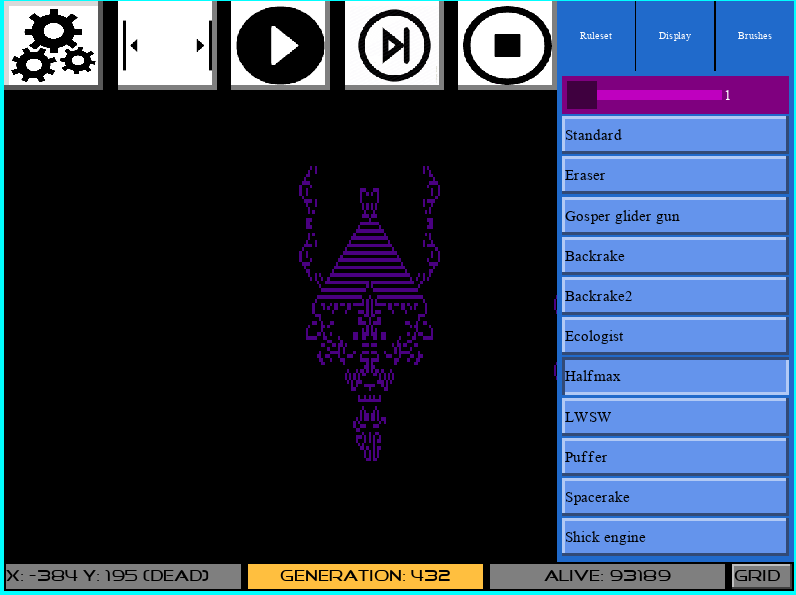 Ruleset
Display
Brushes
1
Standard
Eraser
Gosper glider gun
Backrake
Backrake2
Ecologist
Halfmax
LWSW
Puffer
Spacerake
Shick engine
X: -384 Y: 195 (DEAD)
GENERATION: 432
ALIVE: 93189
GRID